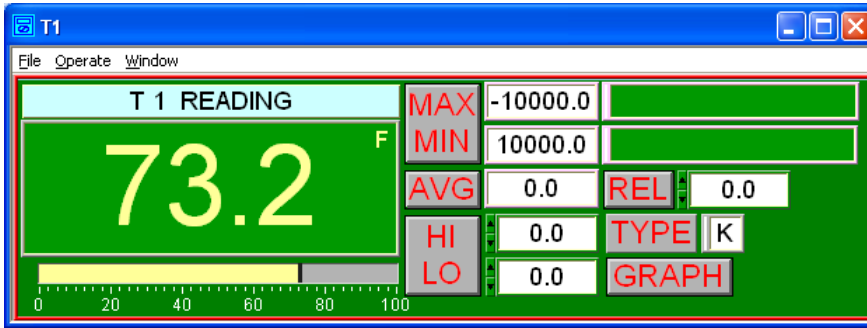 T1
File Operate Window
T 1 READING
F
73.2
0 20 40 60 80 100
MAX -10000.0
MIN 10000.0
AVG 0.0 REL 0.0
HI 0.0 TYPE K
LO 0.0 GRAPH